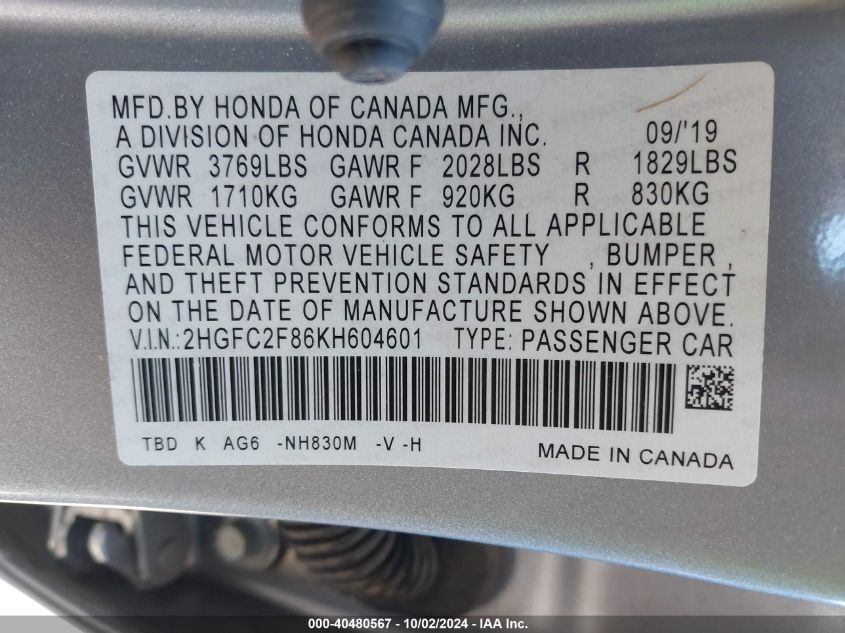 MFD.BY HONDA OF CANADA MFG.,
A DIVISION OF HONDA CANADA INC. 09/'19
GVWR 3769LBS GAWR F 2028LBS R 1829LBS
GVWR 1710KG GAWR F 920KG R 830KG
THIS VEHICLE CONFORMS TO ALL APPLICABLE
FEDERAL MOTOR VEHICLE SAFETY , BUMPER ,
AND THEFT PREVENTION STANDARDS IN EFFECT
ON THE DATE OF MANUFACTURE SHOWN ABOVE.
V.I.N.:2HGFC2F86KH604601 TYPE: PASSENGER CAR
TBD K AG6 -NH830M -V -H
MADE IN CANADA
000-40480567 - 10/02/2024 - IAA Inc.